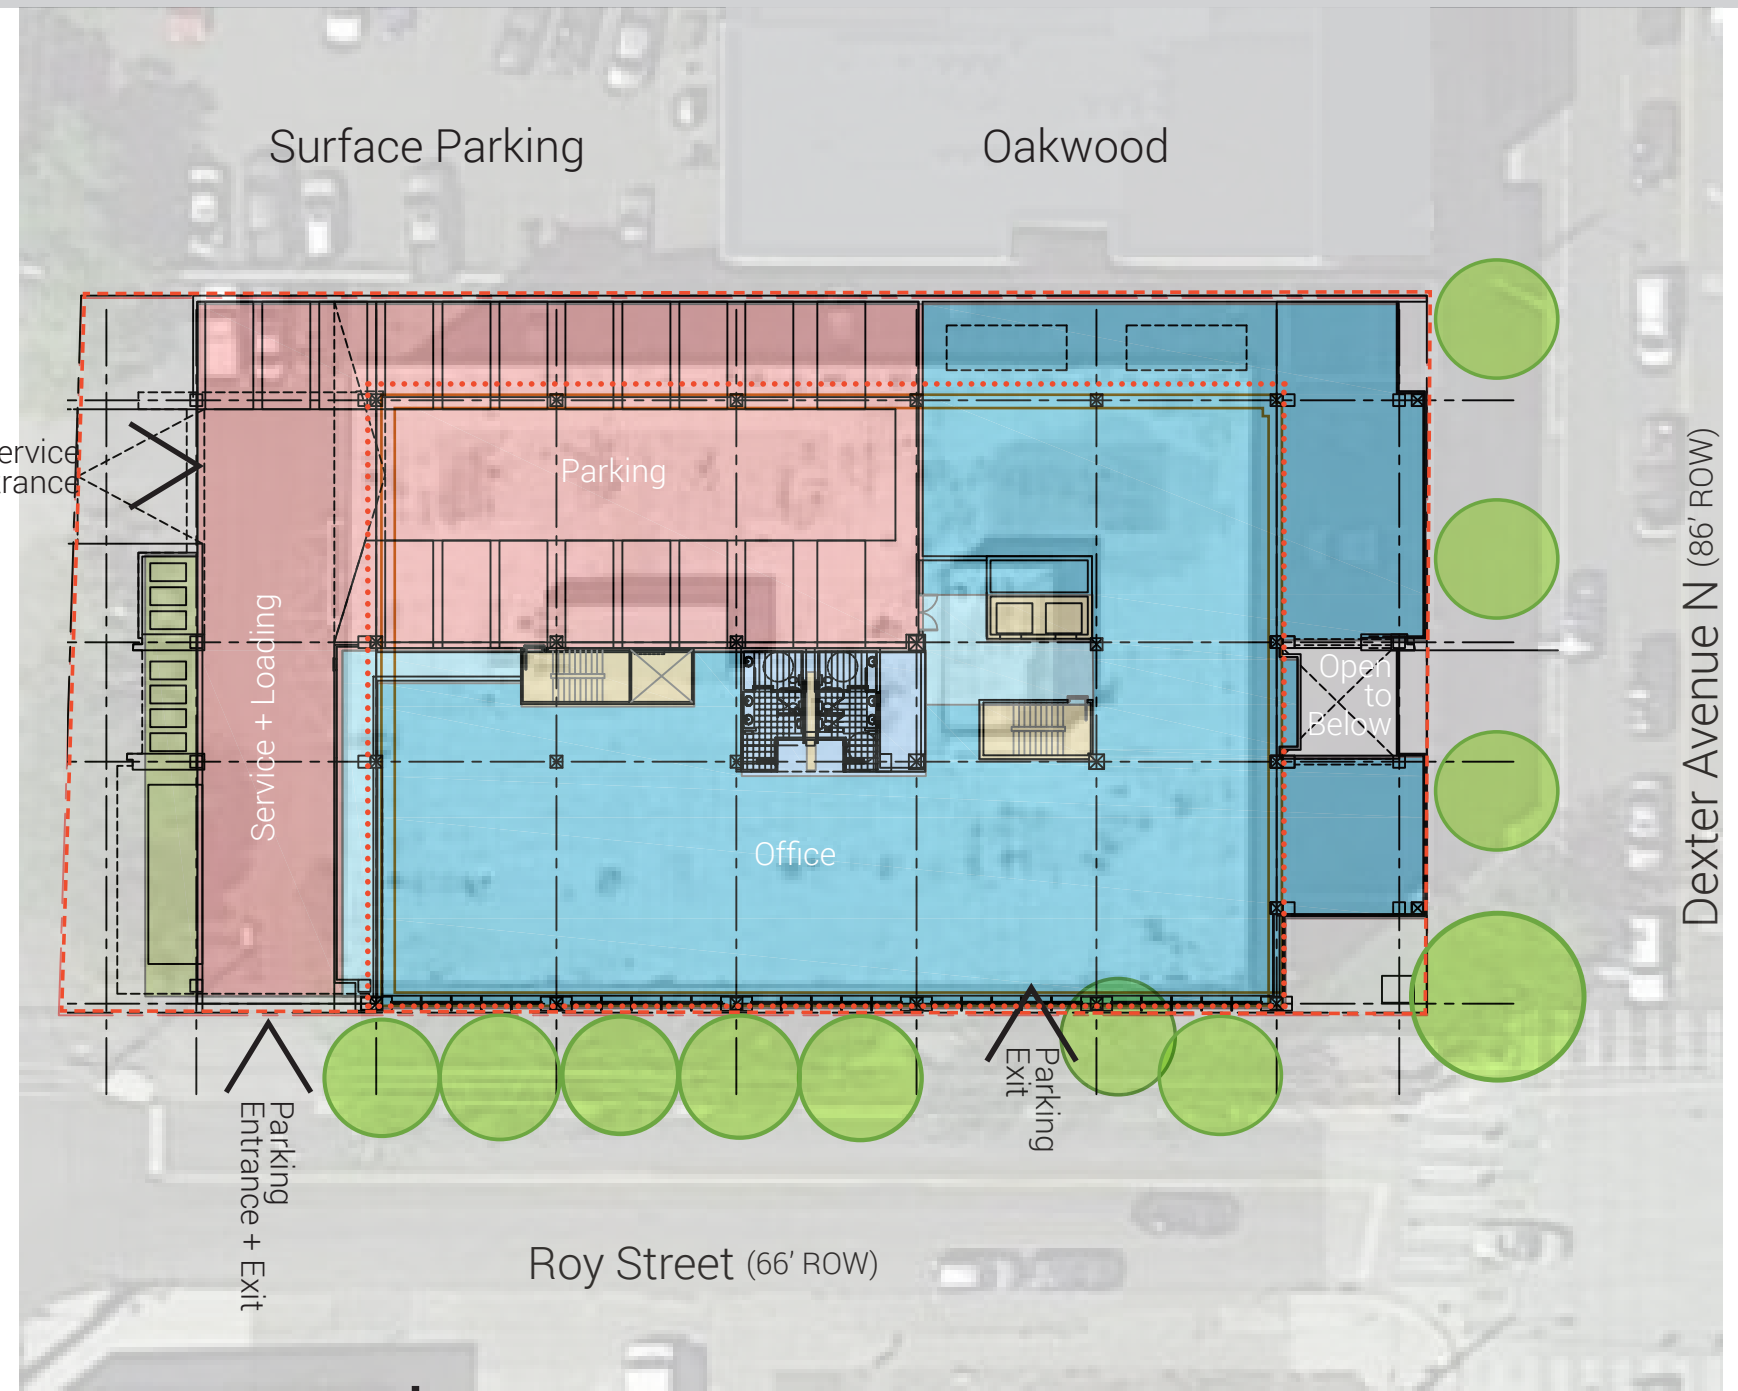 Surface Parking
Oakwood
Parking
ervice
trance
Service + Loading
Open
to
Below
Office
Dexter Avenue N (86' ROW)
Parking
Exit
Parking
Entrance + Exit
Roy Street (66' ROW)